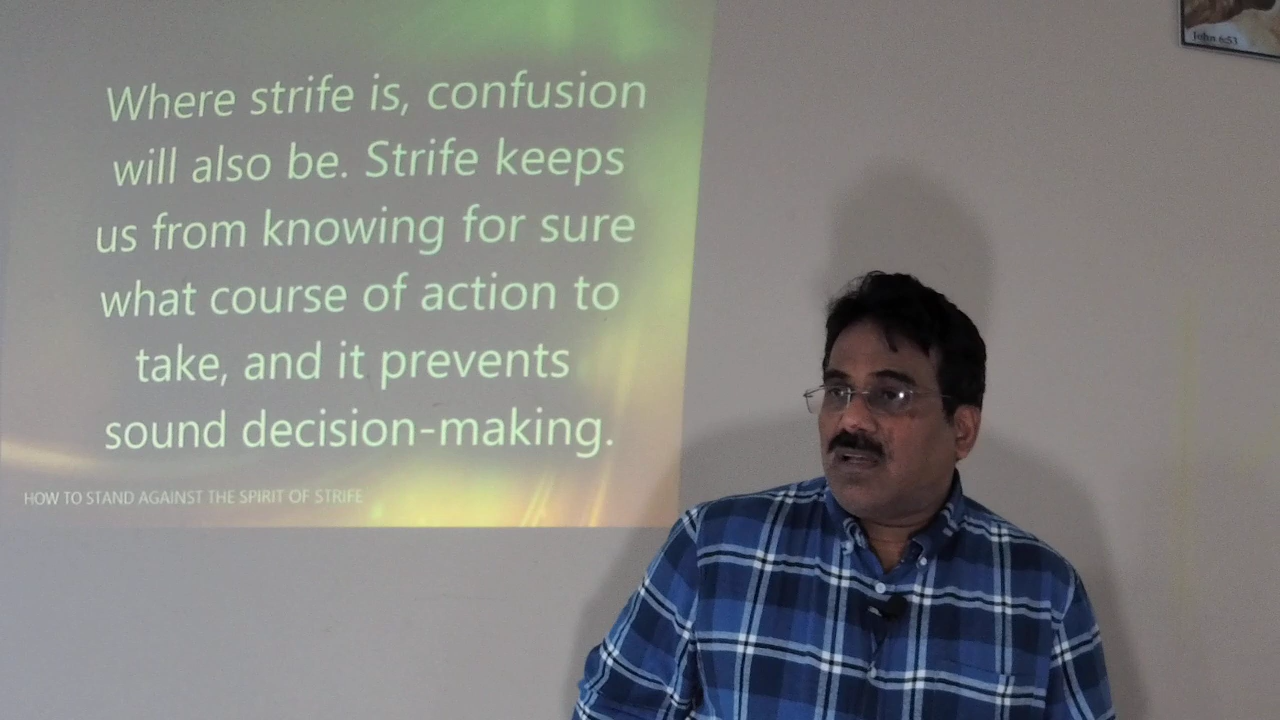 Where strife is, confusion
will also be. Strife keeps
us from knowing for sure
what course of action to
take, and it prevents
sound decision-making.
HOW TO STAND AGAINST THE SPIRIT OF STRIFE
John 6:53